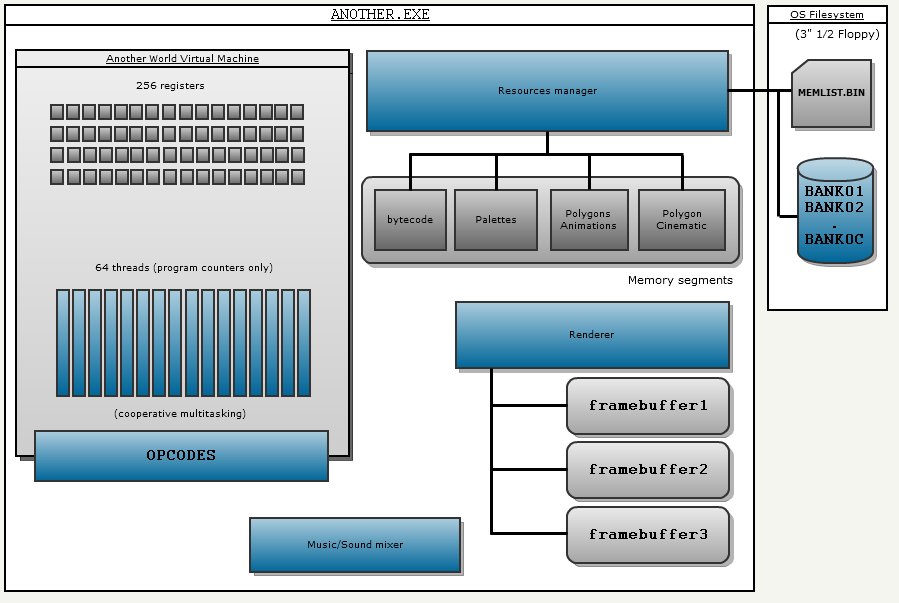 ANOTHER.EXE
Another World Virtual Machine
256 registers
64 threads (program counters only)
(cooperative multitasking)
OPCODES
Resources manager
bytecode
Palettes
Polygons
Animations
Polygon
Cinematic
Memory segments
Renderer
framebuffer1
framebuffer2
framebuffer3
Music/Sound mixer
OS Filesystem
(3" 1/2 Floppy)
MEMLIST.BIN
BANK01
BANK02
.
BANK0C